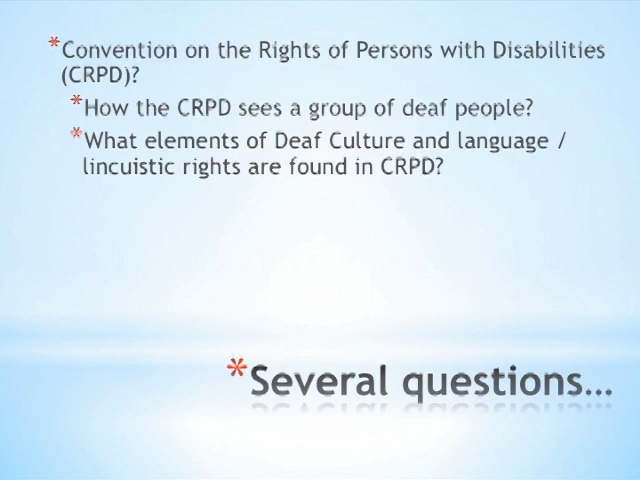 *Convention on the Rights of Persons with Disabilities
(CRPD)?
*How the CRPD sees a group of deaf people?
*What elements of Deaf Culture and language /
lincuistic rights are found in CRPD?
*Several questions...